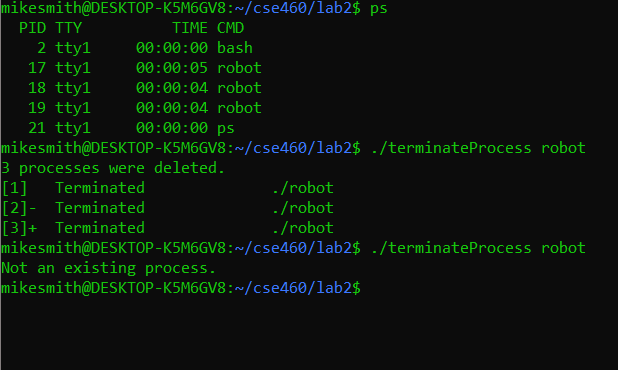 mikesmith@DESKTOP-K5M6GV8:~/cse460/lab2$ ps
  PID TTY          TIME CMD
    2 tty1     00:00:00 bash
   17 tty1     00:00:05 robot
   18 tty1     00:00:04 robot
   19 tty1     00:00:04 robot
   21 tty1     00:00:00 ps
mikesmith@DESKTOP-K5M6GV8:~/cse460/lab2$ ./terminateProcess robot
3 processes were deleted.
[1]   Terminated              ./robot
[2]-  Terminated              ./robot
[3]+  Terminated              ./robot
mikesmith@DESKTOP-K5M6GV8:~/cse460/lab2$ ./terminateProcess robot
Not an existing process.
mikesmith@DESKTOP-K5M6GV8:~/cse460/lab2$